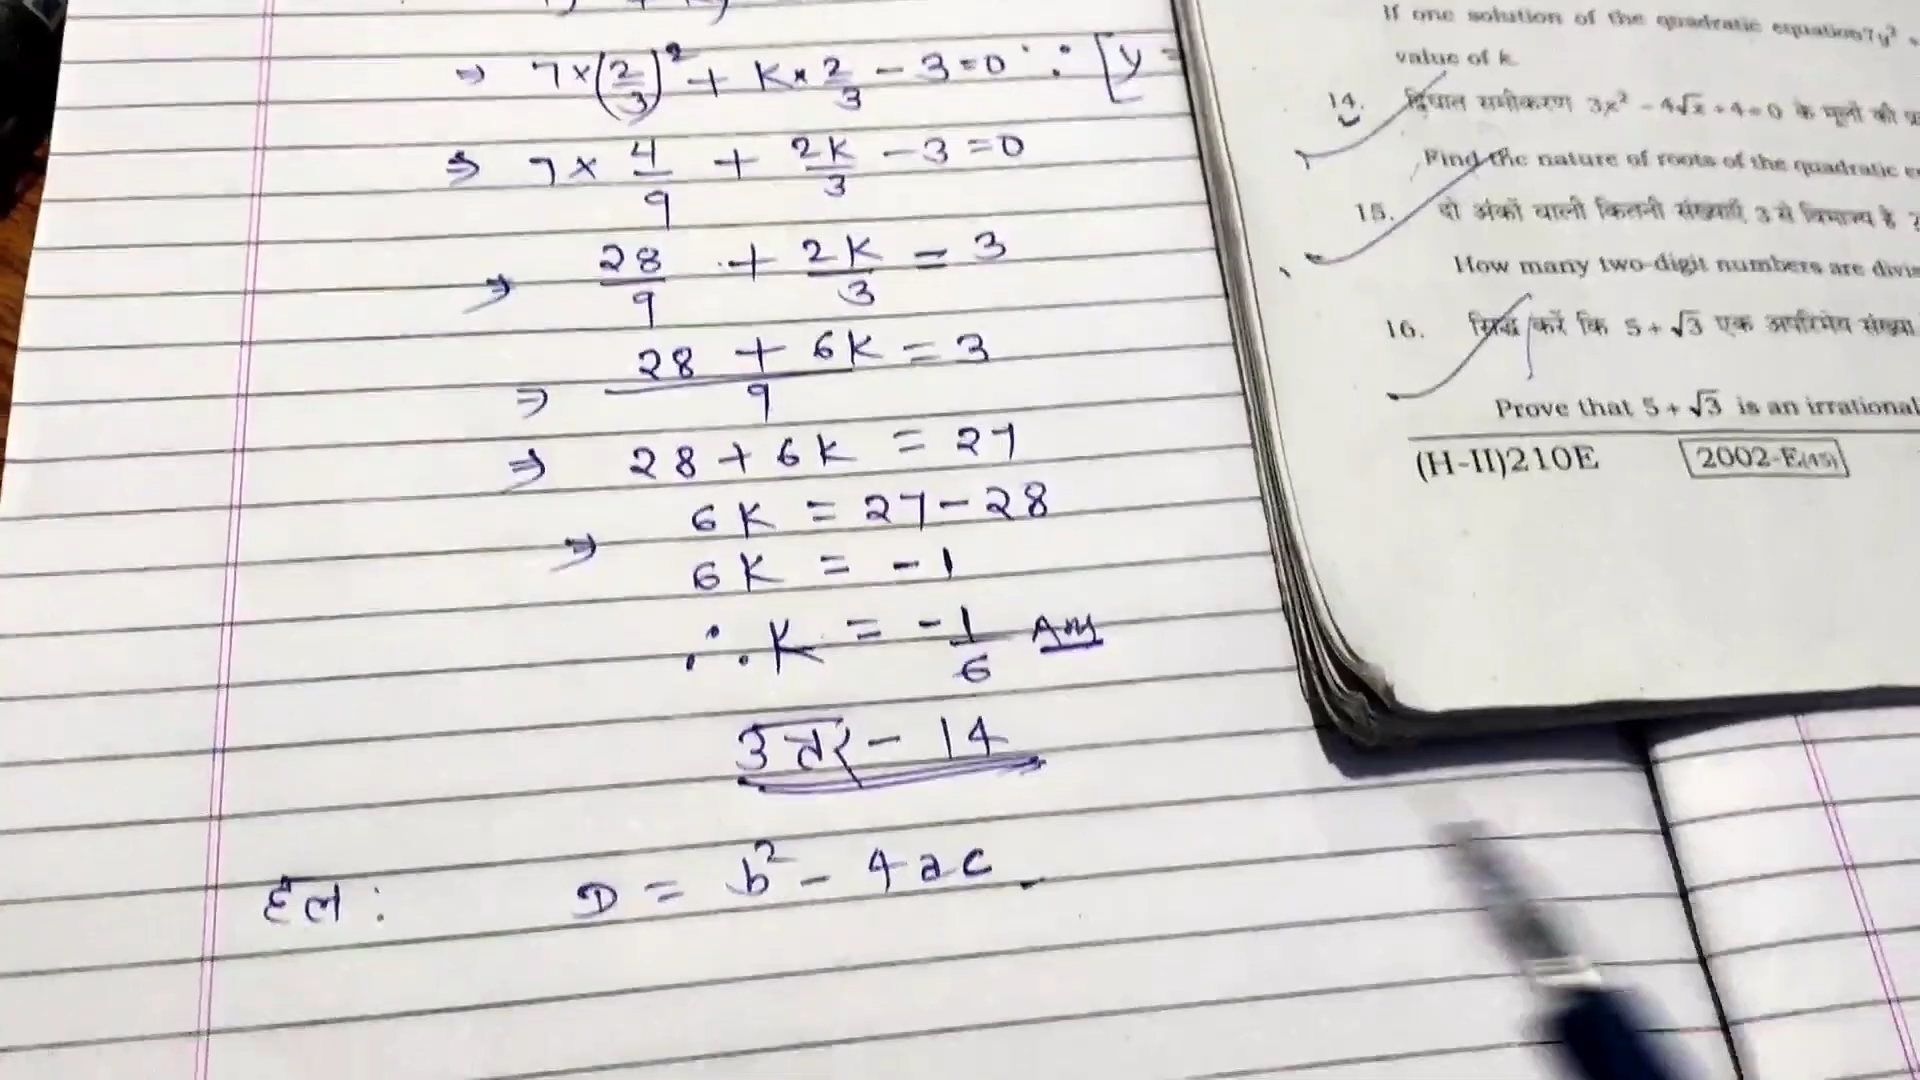 ⇒ 7×(2/3)² + K×2/3 − 3=0 ∵ [y =
⇒ 7× 4/9 + 2K/3 − 3 =0
⇒ 28/9 + 2K/3 = 3
⇒ 28 + 6K/9 = 3
⇒ 28 + 6K = 27
⇒ 6K = 27 − 28
6K = − 1
∴ K = −1/6 Ans
उत्तर − 14
हल : D = b² − 4ac
If one solution of the quadratic equation 7y² +
value of k
14. द्विघात समीकरण 3x² − 4√x + 4 = 0 के मूलों की
Find the nature of roots of the quadratic
15. दो अंकों वाली कितनी संख्याएँ 3 से विभाज्य है ?
How many two-digit numbers are
16. सिद्ध करें कि 5 + √3 एक अपरिमेय संख्या
Prove that 5 + √3 is an irrational
(H-II)210E 2002-E(45)